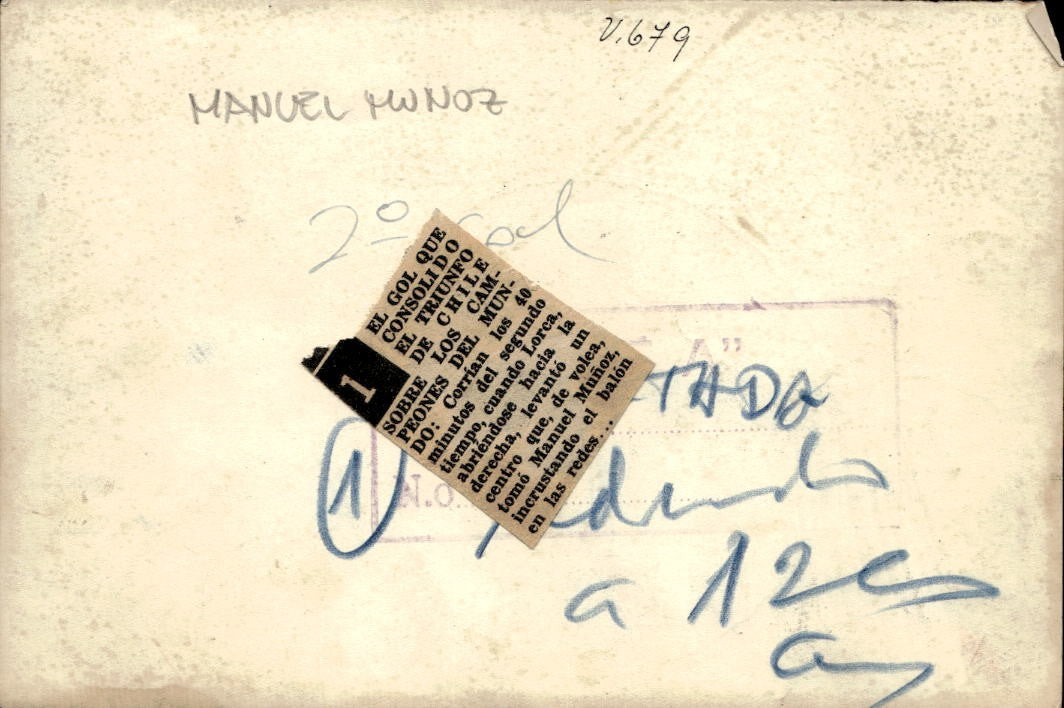 V.679
MANUEL MUÑOZ
2º Gol
1
EL GOL QUE
CONSOLIDO
EL TRIUNFO
DE CHILE
SOBRE LOS CAM-
PEONES DEL MUN-
DO: Corrían los 40
minutos del segundo
tiempo, cuando Lorca,
abriéndose hacia la
derecha, levantó un
centro que, de volea,
tomó Manuel Muñoz,
incrustando el balón
en las redes...
TADA
1
a 12 c